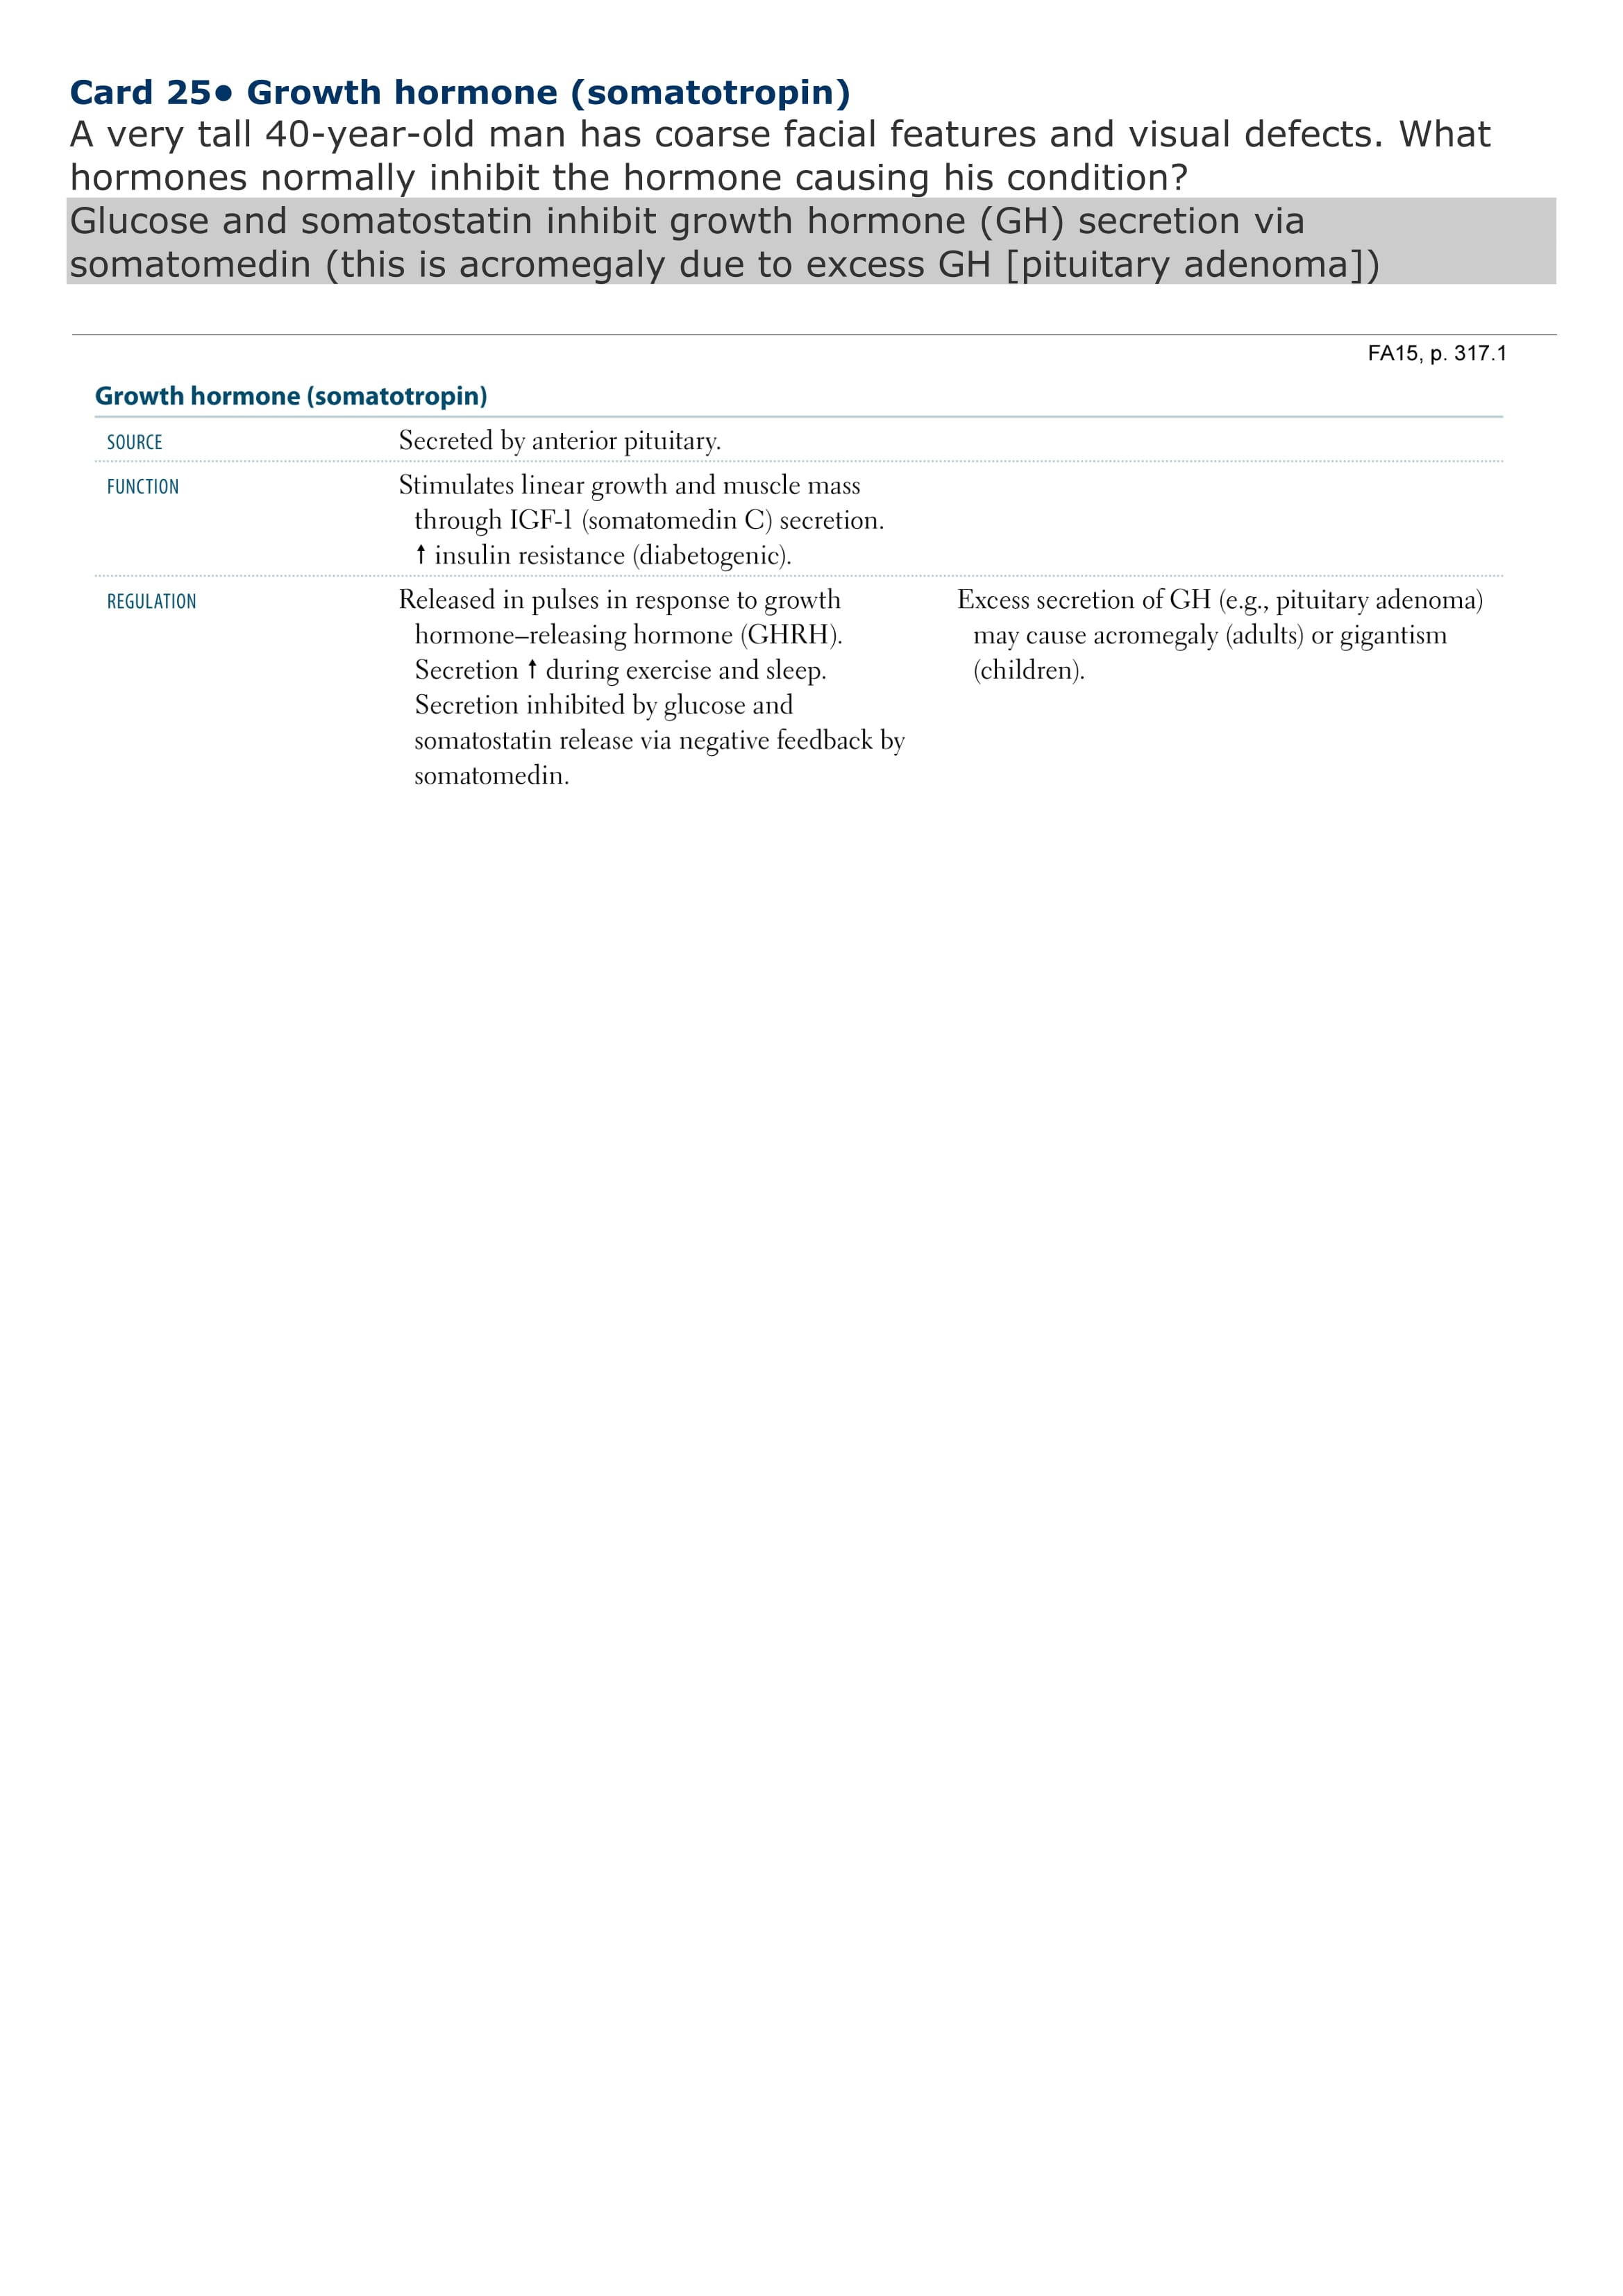 Card 25● Growth hormone (somatotropin)
A very tall 40-year-old man has coarse facial features and visual defects. What
hormones normally inhibit the hormone causing his condition?
Glucose and somatostatin inhibit growth hormone (GH) secretion via
somatomedin (this is acromegaly due to excess GH [pituitary adenoma])
FA15, p. 317.1
Growth hormone (somatotropin)
SOURCE
Secreted by anterior pituitary.
FUNCTION
Stimulates linear growth and muscle mass
through IGF-1 (somatomedin C) secretion.
↑ insulin resistance (diabetogenic).
REGULATION
Released in pulses in response to growth
hormone–releasing hormone (GHRH).
Secretion ↑ during exercise and sleep.
Secretion inhibited by glucose and
somatostatin release via negative feedback by
somatomedin.
Excess secretion of GH (e.g., pituitary adenoma)
may cause acromegaly (adults) or gigantism
(children).